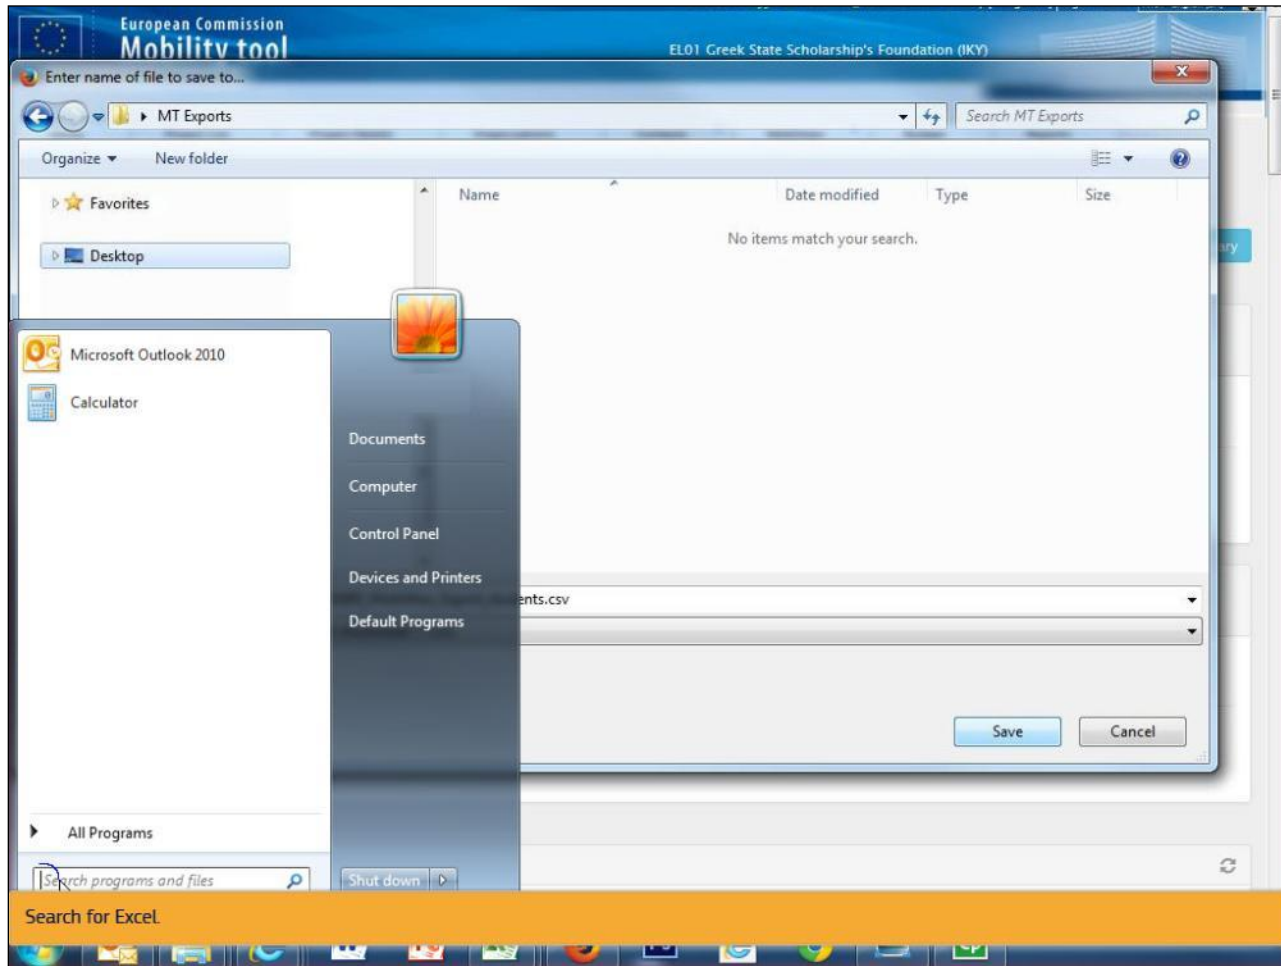 European Commission
Mobility tool
EL01 Greek State Scholarship's Foundation (IKY)
Enter name of file to save to...
MT Exports
Search MT Exports
Organize
New folder
Favorites
Desktop
Name
Date modified
Type
Size
No items match your search.
Microsoft Outlook 2010
Calculator
Documents
Computer
Control Panel
Devices and Printers
Default Programs
ents.csv
Save
Cancel
All Programs
Search programs and files
Shut down
Search for Excel.